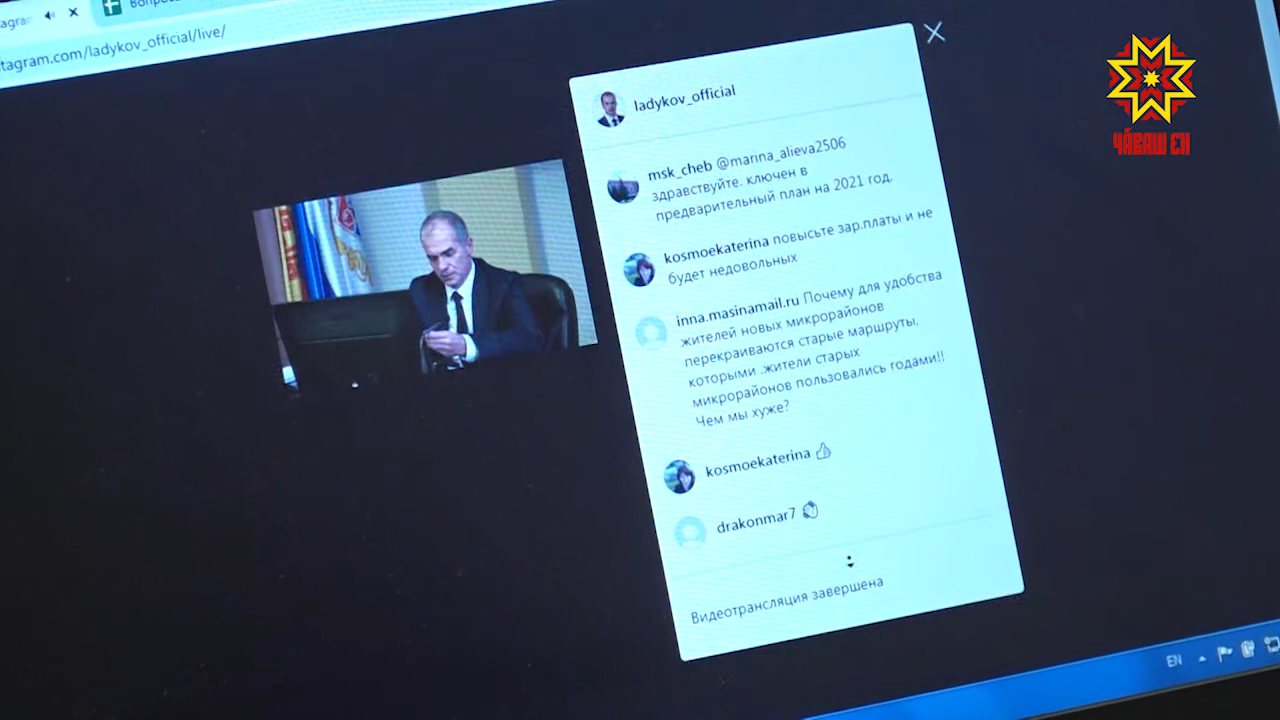 Вопрос
tagram.com/ladykov_official/live/
ladykov_official
msk_cheb @marina_alieva2506
здравствуйте. ключен в
предварительный план на 2021 год.
kosmoekaterina повысьте зар.платы и не
будет недовольных
inna.masinamail.ru Почему для удобства
жителей новых микрорайонов
перекраиваются старые маршруты,
которыми .жители старых
микрорайонов пользовались годами!!
Чем мы хуже?
kosmoekaterina 👍
drakonmar7
Видеотрансляция завершена
EN
ЧӐВАШ ЕН